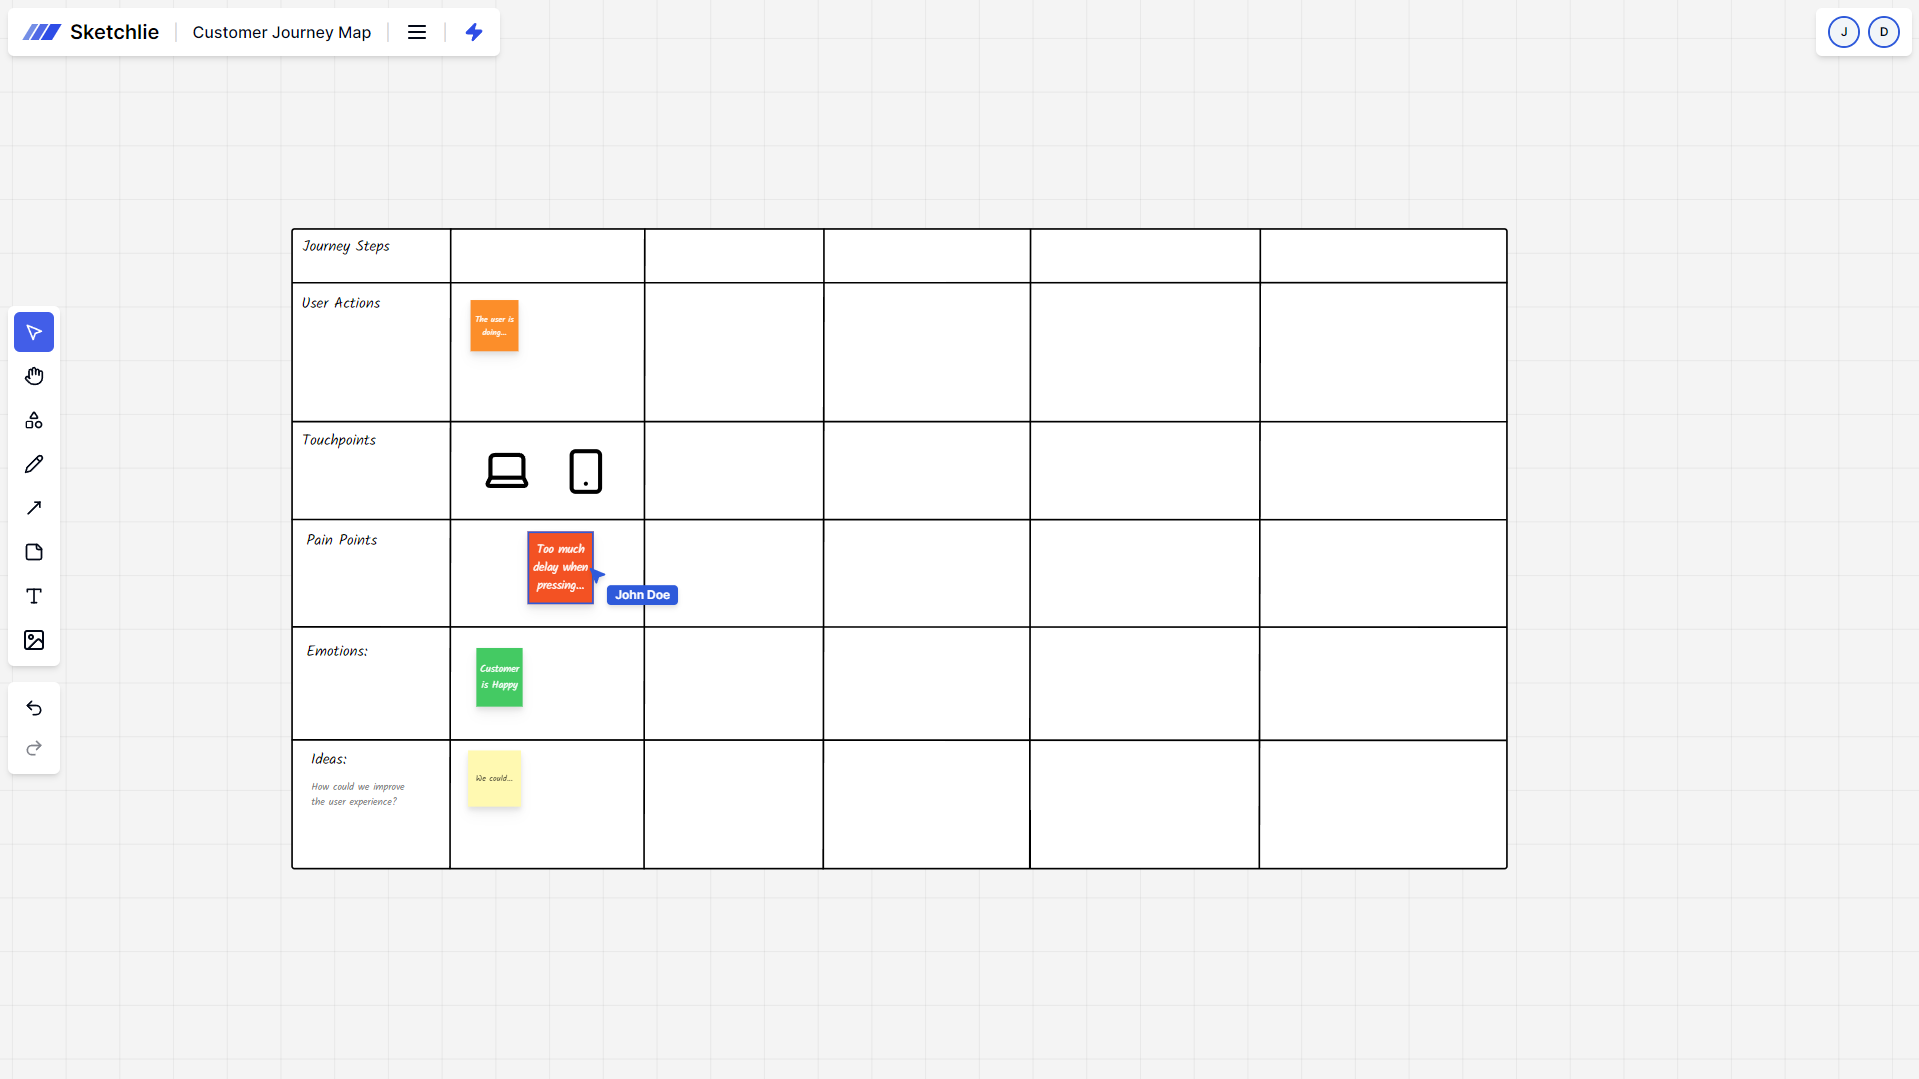 Sketchlie
Customer Journey Map
J
D
Journey Steps
User Actions
The user is
doing...
Touchpoints
Pain Points
Too much
delay when
pressing...
John Doe
Emotions:
Customer
is Happy
Ideas:
How could we improve
the user experience?
We could...